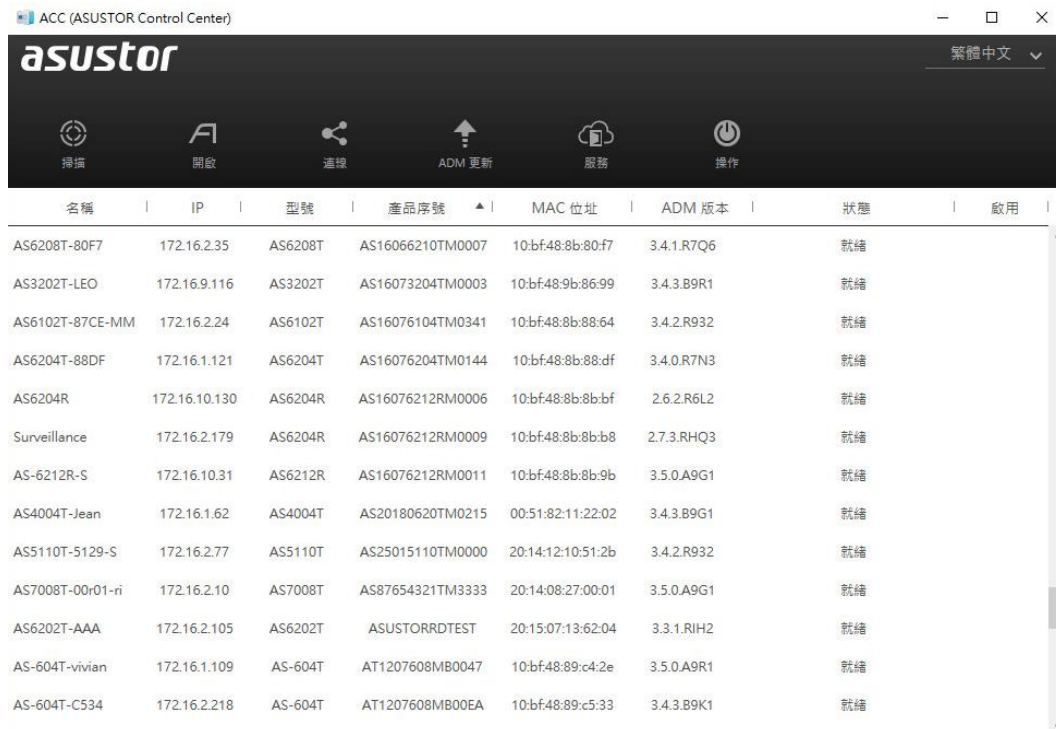 ACC (ASUSTOR Control Center)
asustor
繁體中文
掃描 開啟 連線 ADM 更新 服務 操作
名稱 IP 型號 產品序號 MAC 位址 ADM 版本 狀態 啟用
AS6208T-80F7 172.16.2.35 AS6208T AS16066210TM0007 10:bf:48:8b:80:f7 3.4.1.R7Q6 就緒
AS3202T-LEO 172.16.9.116 AS3202T AS16073204TM0003 10:bf:48:9b:86:99 3.4.3.B9R1 就緒
AS6102T-87CE-MM 172.16.2.24 AS6102T AS16076104TM0341 10:bf:48:8b:88:64 3.4.2.R932 就緒
AS6204T-88DF 172.16.1.121 AS6204T AS16076204TM0144 10:bf:48:8b:88:df 3.4.0.R7N3 就緒
AS6204R 172.16.10.130 AS6204R AS16076212RM0006 10:bf:48:8b:8b:bf 2.6.2.R6L2 就緒
Surveillance 172.16.2.179 AS6204R AS16076212RM0009 10:bf:48:8b:8b:b8 2.7.3.RHQ3 就緒
AS-6212R-S 172.16.10.31 AS6212R AS16076212RM0011 10:bf:48:8b:8b:9b 3.5.0.A9G1 就緒
AS4004T-Jean 172.16.1.62 AS4004T AS20180620TM0215 00:51:82:11:22:02 3.4.3.B9G1 就緒
AS5110T-5129-S 172.16.2.77 AS5110T AS25015110TM0000 20:14:12:10:51:2b 3.4.2.R932 就緒
AS7008T-00r01-ri 172.16.2.10 AS7008T AS87654321TM3333 20:14:08:27:00:01 3.5.0.A9G1 就緒
AS6202T-AAA 172.16.2.105 AS6202T ASUSTORRDTEST 20:15:07:13:62:04 3.3.1.RIH2 就緒
AS-604T-vivian 172.16.1.109 AS-604T AT1207608MB0047 10:bf:48:89:c4:2e 3.5.0.A9R1 就緒
AS-604T-C534 172.16.2.218 AS-604T AT1207608MB00EA 10:bf:48:89:c5:33 3.4.3.B9K1 就緒